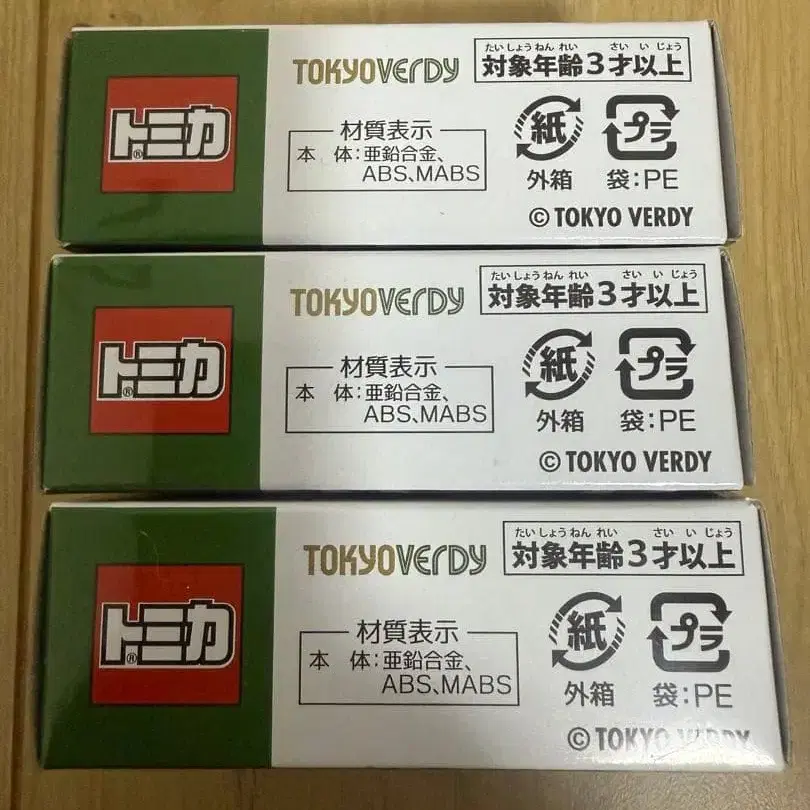 トミカ®
TOKYO VERDY
たいしょうねんれい さいいじょう
対象年齢3才以上
材質表示
本 体:亜鉛合金、
ABS、MABS
紙
外箱
プラ
袋:PE
© TOKYO VERDY
トミカ®
TOKYO VERDY
たいしょうねんれい さいいじょう
対象年齢3才以上
材質表示
本 体:亜鉛合金、
ABS、MABS
紙
外箱
プラ
袋:PE
© TOKYO VERDY
トミカ®
TOKYO VERDY
たいしょうねんれい さいいじょう
対象年齢3才以上
材質表示
本 体:亜鉛合金、
ABS、MABS
紙
外箱
プラ
袋:PE
© TOKYO VERDY